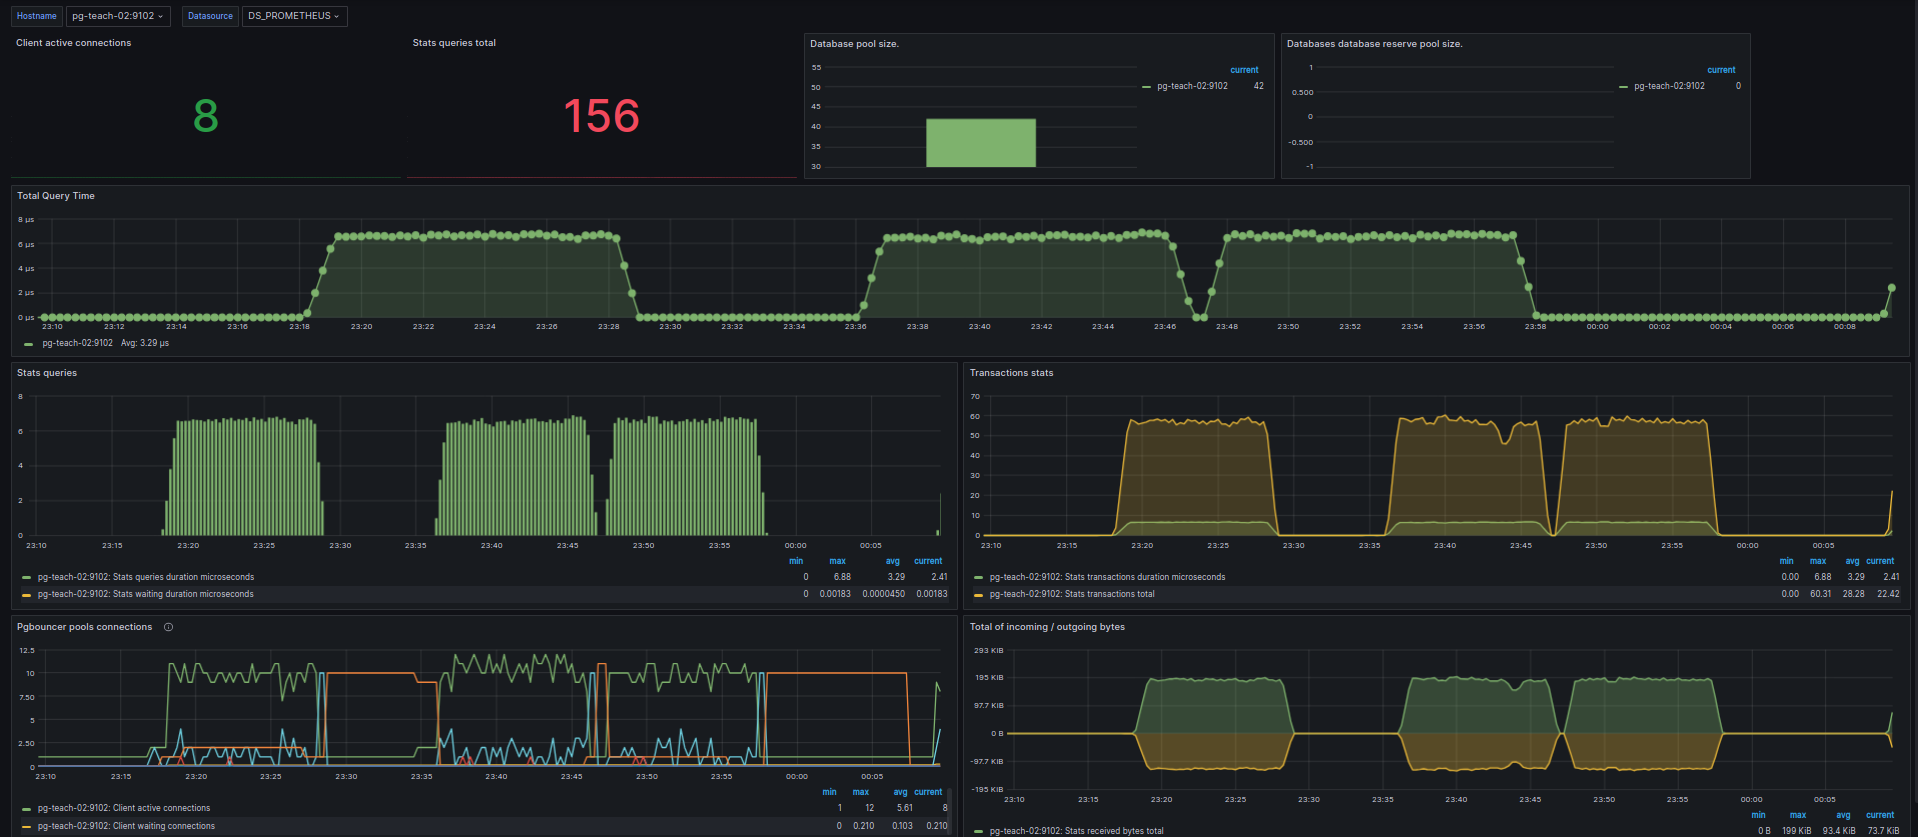 Hostname pg-teach-02:9102 Datasource DS_PROMETHEUS
Client active connections
8
Stats queries total
156
Database pool size.
55
50
45
40
35
30
current
pg-teach-02:9102 42
Databases database reserve pool size.
1
0.500
0
-0.500
-1
current
pg-teach-02:9102 0
Total Query Time
8 µs
6 µs
4 µs
2 µs
0 µs
23:10 23:12 23:14 23:16 23:18 23:20 23:22 23:24 23:26 23:28 23:30 23:32 23:34 23:36 23:38 23:40 23:42 23:44 23:46 23:48 23:50 23:52 23:54 23:56 23:58 00:00 00:02 00:04 00:06 00:08
pg-teach-02:9102 Avg: 3.29 µs
Stats queries
8
6
4
2
0
23:10 23:15 23:20 23:25 23:30 23:35 23:40 23:45 23:50 23:55 00:00 00:05
min max avg current
pg-teach-02:9102: Stats queries duration microseconds 0 6.88 3.29 2.41
pg-teach-02:9102: Stats waiting duration microseconds 0 0.00183 0.0000450 0.00183
Transactions stats
70
60
50
40
30
20
10
0
23:10 23:15 23:20 23:25 23:30 23:35 23:40 23:45 23:50 23:55 00:00 00:05
min max avg current
pg-teach-02:9102: Stats transactions duration microseconds 0.00 6.88 3.29 2.41
pg-teach-02:9102: Stats transactions total 0.00 60.31 28.28 22.42
Pgbouncer pools connections
12.5
10
7.50
5
2.50
0
23:10 23:15 23:20 23:25 23:30 23:35 23:40 23:45 23:50 23:55 00:00 00:05
min max avg current
pg-teach-02:9102: Client active connections 1 12 5.61 8
pg-teach-02:9102: Client waiting connections 0 0.210 0.103 0.210
Total of incoming / outgoing bytes
293 KiB
195 KiB
97.7 KiB
0 B
-97.7 KiB
-195 KiB
23:10 23:15 23:20 23:25 23:30 23:35 23:40 23:45 23:50 23:55 00:00 00:05
min max avg current
pg-teach-02:9102: Stats received bytes total 0 B 199 KiB 93.4 KiB 73.7 KiB